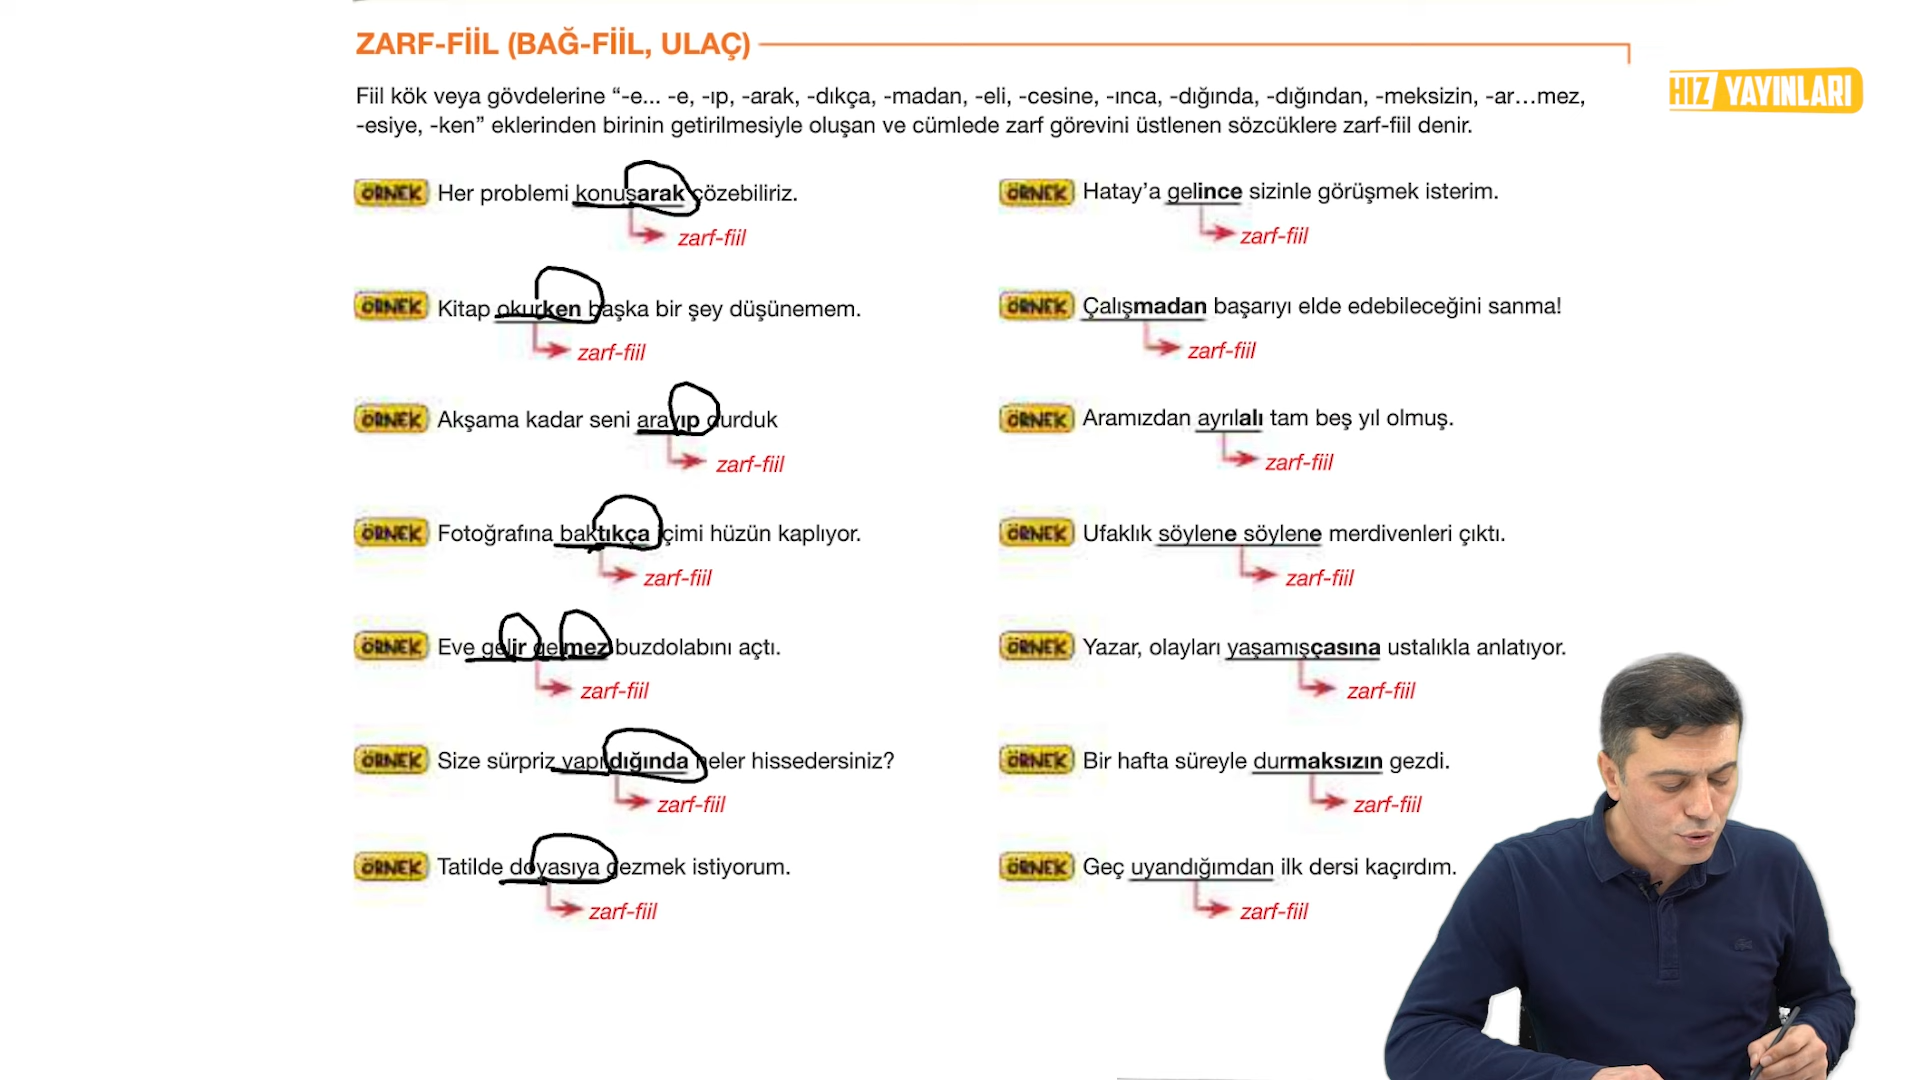 ZARF-FİİL (BAĞ-FİİL, ULAÇ)
HIZ YAYINLARI
Fiil kök veya gövdelerine “-e... -e, -ıp, -arak, -dıkça, -madan, -eli, -cesine, -ınca, -dığında, -dığından, -meksizin, -ar…mez,
-esiye, -ken” eklerinden birinin getirilmesiyle oluşan ve cümlede zarf görevini üstlenen sözcüklere zarf-fiil denir.
ÖRNEK Her problemi konuşarak çözebiliriz.
zarf-fiil
ÖRNEK Kitap okurken başka bir şey düşünemem.
zarf-fiil
ÖRNEK Akşama kadar seni arayıp durduk
zarf-fiil
ÖRNEK Fotoğrafına baktıkça içimi hüzün kaplıyor.
zarf-fiil
ÖRNEK Eve gelir gelmez buzdolabını açtı.
zarf-fiil
ÖRNEK Size sürpriz yapıldığında neler hissedersiniz?
zarf-fiil
ÖRNEK Tatilde doyasıya gezmek istiyorum.
zarf-fiil
ÖRNEK Hatay’a gelince sizinle görüşmek isterim.
zarf-fiil
ÖRNEK Çalışmadan başarıyı elde edebileceğini sanma!
zarf-fiil
ÖRNEK Aramızdan ayrılalı tam beş yıl olmuş.
zarf-fiil
ÖRNEK Ufaklık söylene söylene merdivenleri çıktı.
zarf-fiil
ÖRNEK Yazar, olayları yaşamışçasına ustalıkla anlatıyor.
zarf-fiil
ÖRNEK Bir hafta süreyle durmaksızın gezdi.
zarf-fiil
ÖRNEK Geç uyandığımdan ilk dersi kaçırdım.
zarf-fiil